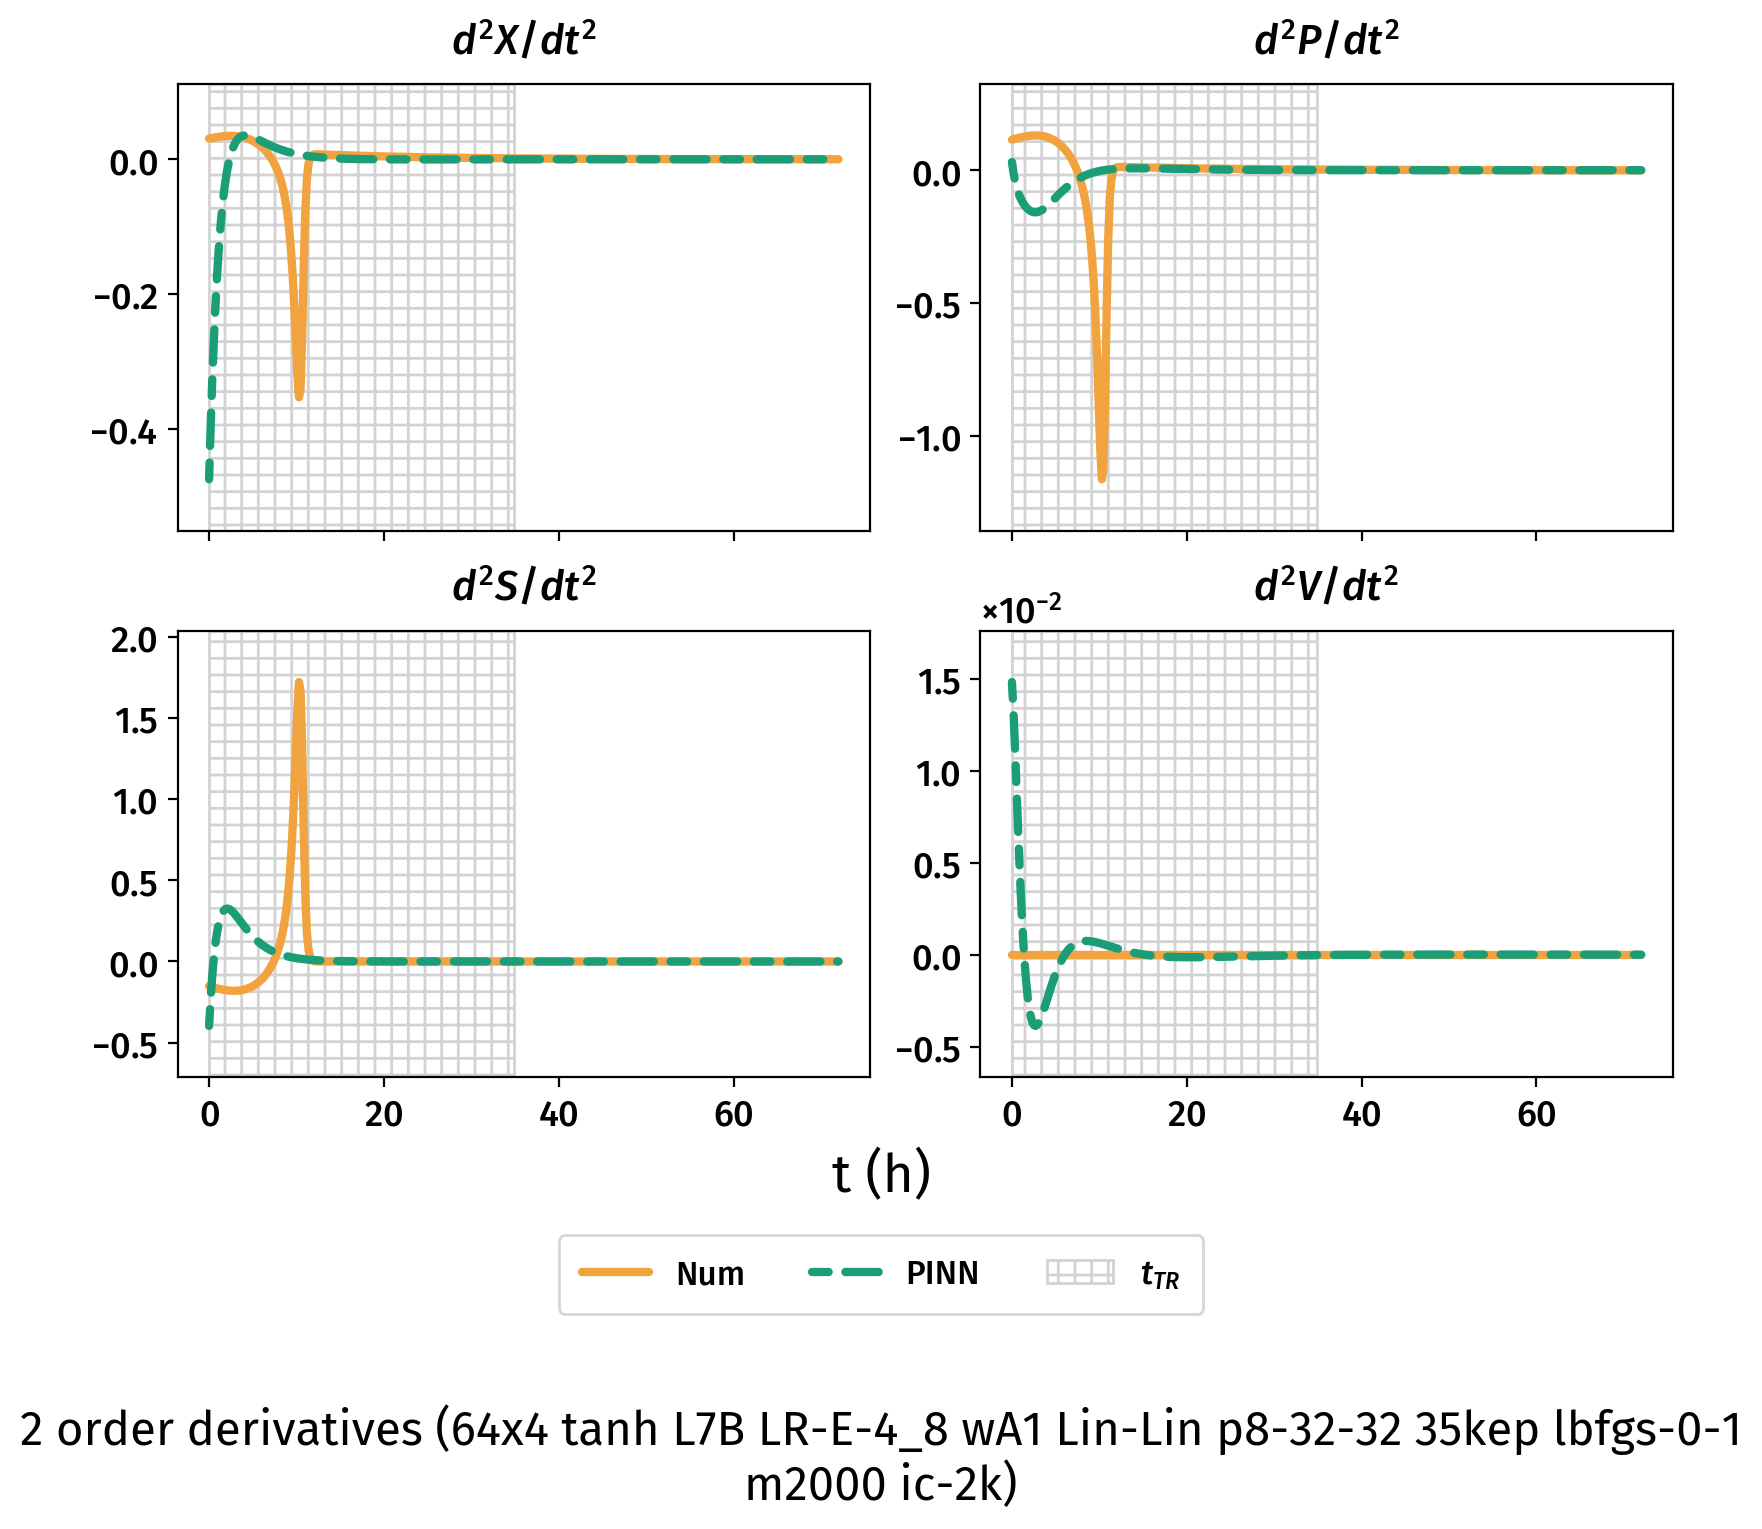 d²X/dt²
d²P/dt²
0.0
−0.2
−0.4
0.0
−0.5
−1.0
d²S/dt²
d²V/dt²
×10⁻²
2.0
1.5
1.0
0.5
0.0
−0.5
1.5
1.0
0.5
0.0
−0.5
0 20 40 60
0 20 40 60
t (h)
Num PINN t_TR
2 order derivatives (64x4 tanh L7B LR-E-4_8 wA1 Lin-Lin p8-32-32 35kep lbfgs-0-1
m2000 ic-2k)